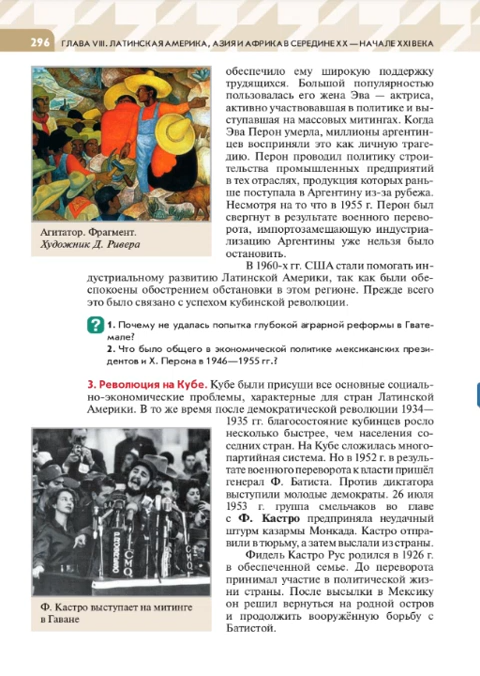 296 ГЛАВА VIII. ЛАТИНСКАЯ АМЕРИКА, АЗИЯ И АФРИКА В СЕРЕДИНЕ XX — НАЧАЛЕ XXI ВЕКА
обеспечило ему широкую поддержку
трудящихся. Большой популярностью
пользовалась его жена Эва — актриса,
активно участвовавшая в политике и вы-
ступавшая на массовых митингах. Когда
Эва Перон умерла, миллионы аргентин-
цев восприняли это как личную траге-
дию. Перон проводил политику строи-
тельства промышленных предприятий
в тех отраслях, продукция которых рань-
ше поступала в Аргентину из-за рубежа.
Несмотря на то что в 1955 г. Перон был
свергнут в результате военного перево-
рота, импортозамещающую индустриа-
лизацию Аргентины уже нельзя было
остановить.
Агитатор. Фрагмент.
Художник Д. Ривера
В 1960-х гг. США стали помогать ин-
дустриальному развитию Латинской Америки, так как были обе-
спокоены обострением обстановки в этом регионе. Прежде всего
это было связано с успехом кубинской революции.
? 1. Почему не удалась попытка глубокой аграрной реформы в Гвате-
мале?
2. Что было общего в экономической политике мексиканских прези-
дентов и Х. Перона в 1946—1955 гг.?
3. Революция на Кубе. Кубе были присущи все основные социаль-
но-экономические проблемы, характерные для стран Латинской
Америки. В то же время после демократической революции 1934—
1935 гг. благосостояние кубинцев росло
несколько быстрее, чем населения со-
седних стран. На Кубе сложилась много-
партийная система. Но в 1952 г. в резуль-
тате военного переворота к власти пришёл
генерал Ф. Батиста. Против диктатора
выступили молодые демократы. 26 июля
1953 г. группа смельчаков во главе
с Ф. Кастро предприняла неудачный
штурм казармы Монкада. Кастро отпра-
вили в тюрьму, а затем выслали из страны.
Фидель Кастро Рус родился в 1926 г.
в обеспеченной семье. До переворота
принимал участие в политической жиз-
ни страны. После высылки в Мексику
он решил вернуться на родной остров
и продолжить вооружённую борьбу с
Батистой.
PROGRESO
CMQ
CMQ
Ф. Кастро выступает на митинге
в Гаване